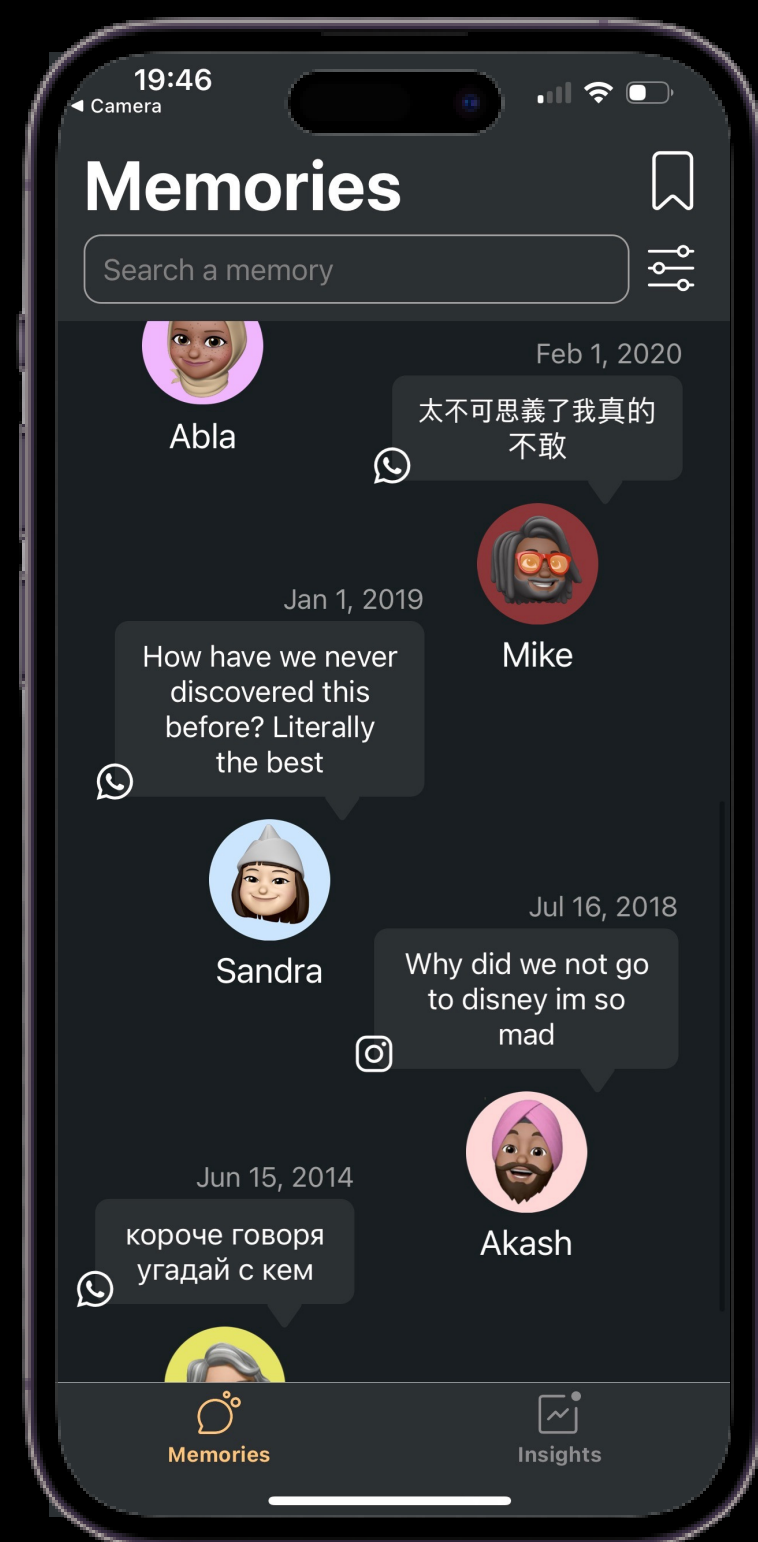 19:46
◀ Camera
Memories
Search a memory
Abla
Feb 1, 2020
太不可思義了我真的
不敢
Mike
Jan 1, 2019
How have we never
discovered this
before? Literally
the best
Sandra
Jul 16, 2018
Why did we not go
to disney im so
mad
Akash
Jun 15, 2014
короче говоря
угадай с кем
Memories
Insights